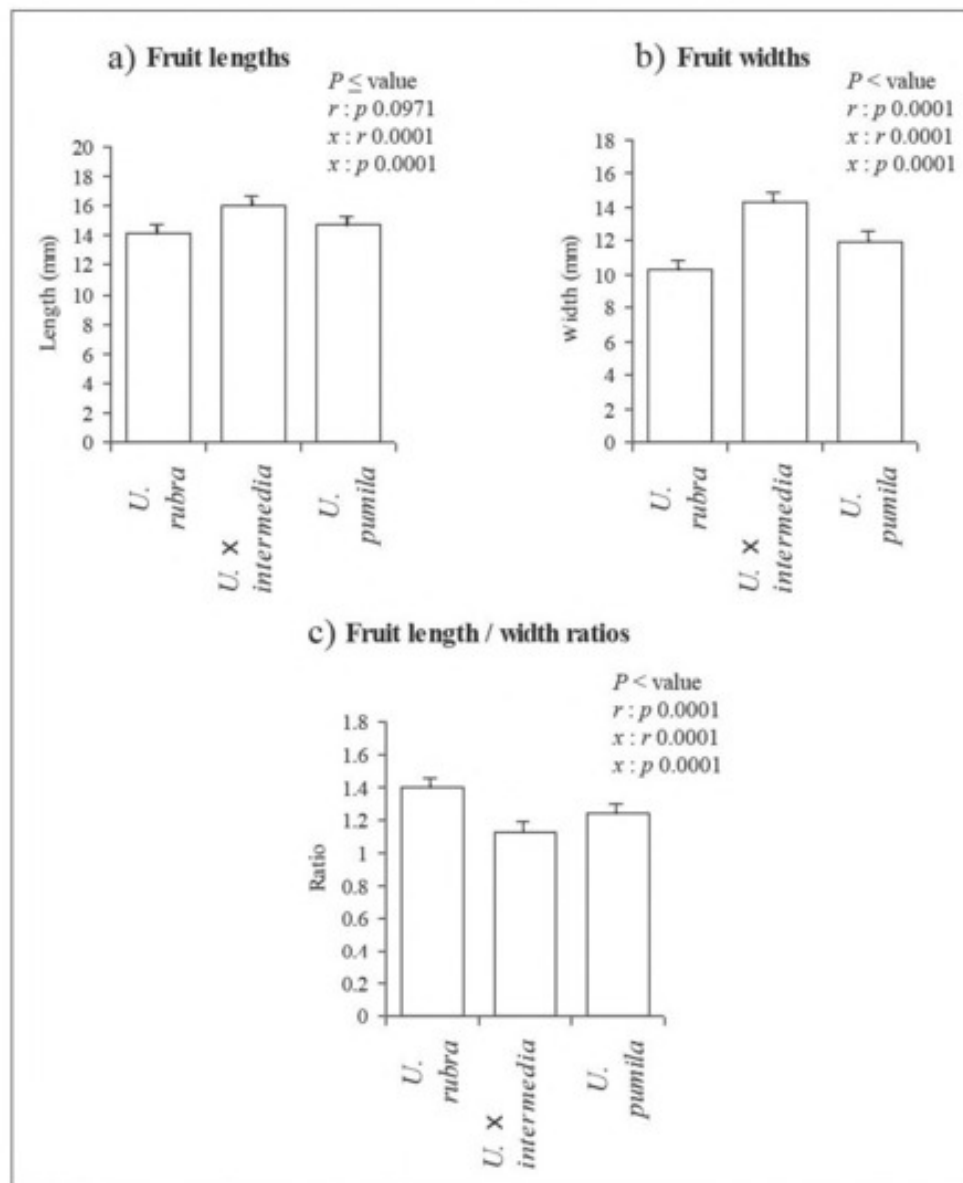 a) Fruit lengths
P ≤ value
r : p 0.0971
x : r 0.0001
x : p 0.0001
20
18
16
14
12
10
8
6
4
2
0
Length (mm)
U. rubra
U. × intermedia
U. pumila
b) Fruit widths
P < value
r : p 0.0001
x : r 0.0001
x : p 0.0001
18
16
14
12
10
8
6
4
2
0
Width (mm)
U. rubra
U. × intermedia
U. pumila
c) Fruit length / width ratios
P < value
r : p 0.0001
x : r 0.0001
x : p 0.0001
1.8
1.6
1.4
1.2
1
0.8
0.6
0.4
0.2
0
Ratio
U. rubra
U. × intermedia
U. pumila